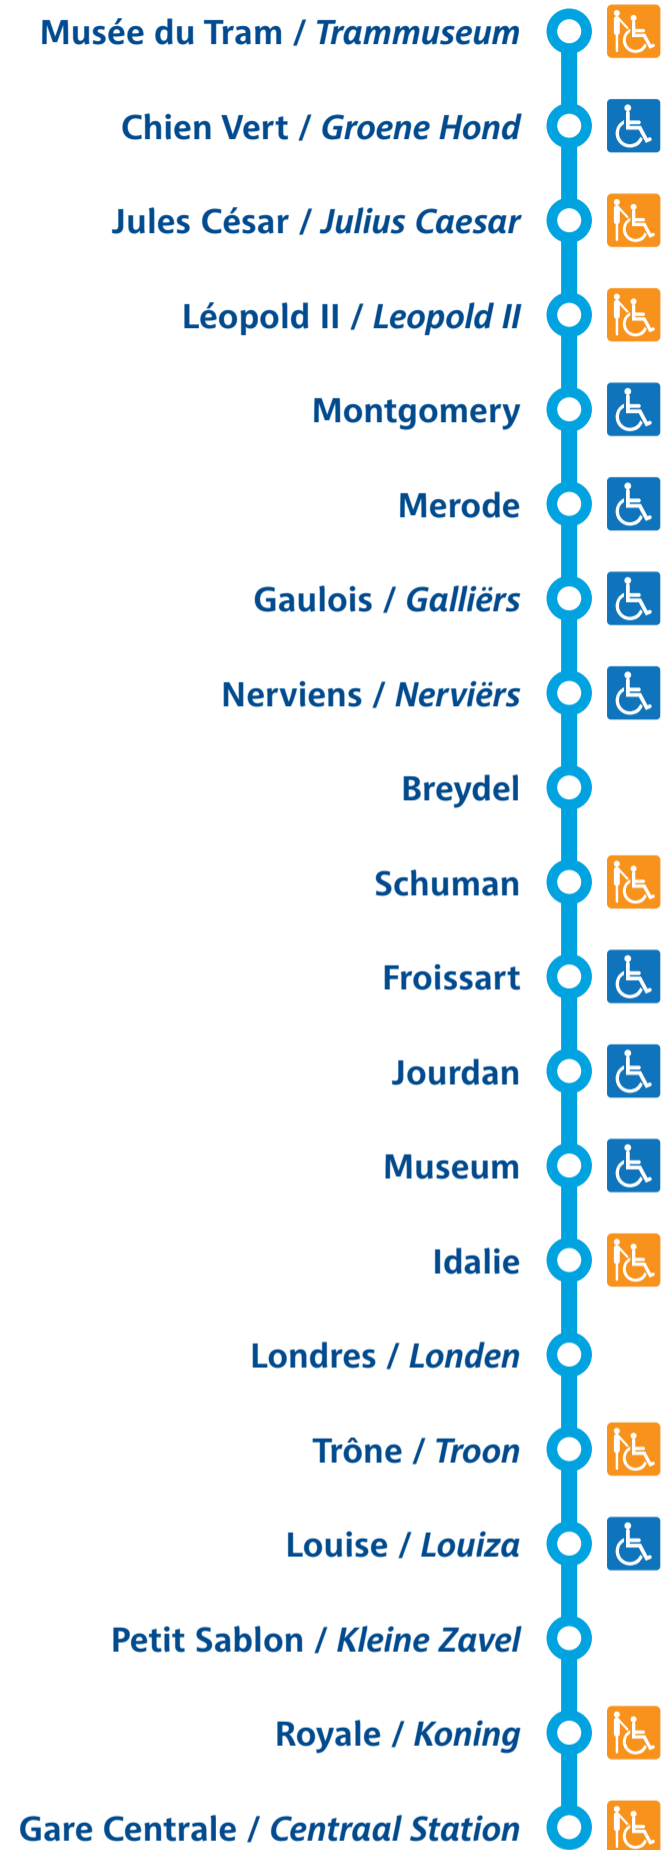 Musée du Tram / Trammuseum
Chien Vert / Groene Hond
Jules César / Julius Caesar
Léopold II / Leopold II
Montgomery
Merode
Gaulois / Galliërs
Nerviens / Nerviërs
Breydel
Schuman
Froissart
Jourdan
Museum
Idalie
Londres / Londen
Trône / Troon
Louise / Louiza
Petit Sablon / Kleine Zavel
Royale / Koning
Gare Centrale / Centraal Station